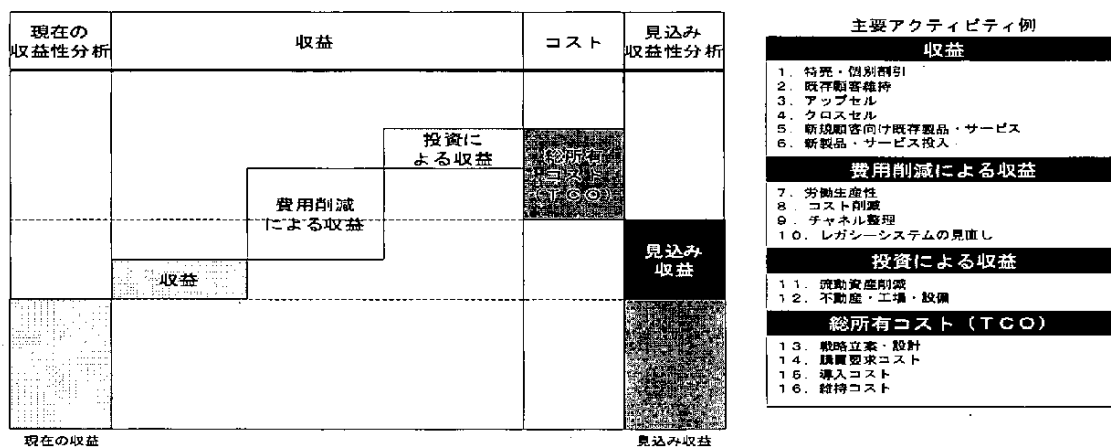 現在の
収益性分析
収益
コスト
見込み
収益性分析
投資に
よる収益
総所有
コスト
(TCO)
費用削減
による収益
収益
見込み
収益
現在の収益
見込み収益
主要アクティビティ例
収益
1. 特売・個別割引
2. 既存顧客維持
3. アップセル
4. クロスセル
5. 新規顧客向け既存製品・サービス
6. 新製品・サービス投入
費用削減による収益
7. 労働生産性
8. コスト削減
9. チャネル整理
10. レガシーシステムの見直し
投資による収益
11. 流動資産削減
12. 不動産・工場・設備
総所有コスト(TCO)
13. 戦略立案・設計
14. 購買要求コスト
15. 導入コスト
16. 維持コスト